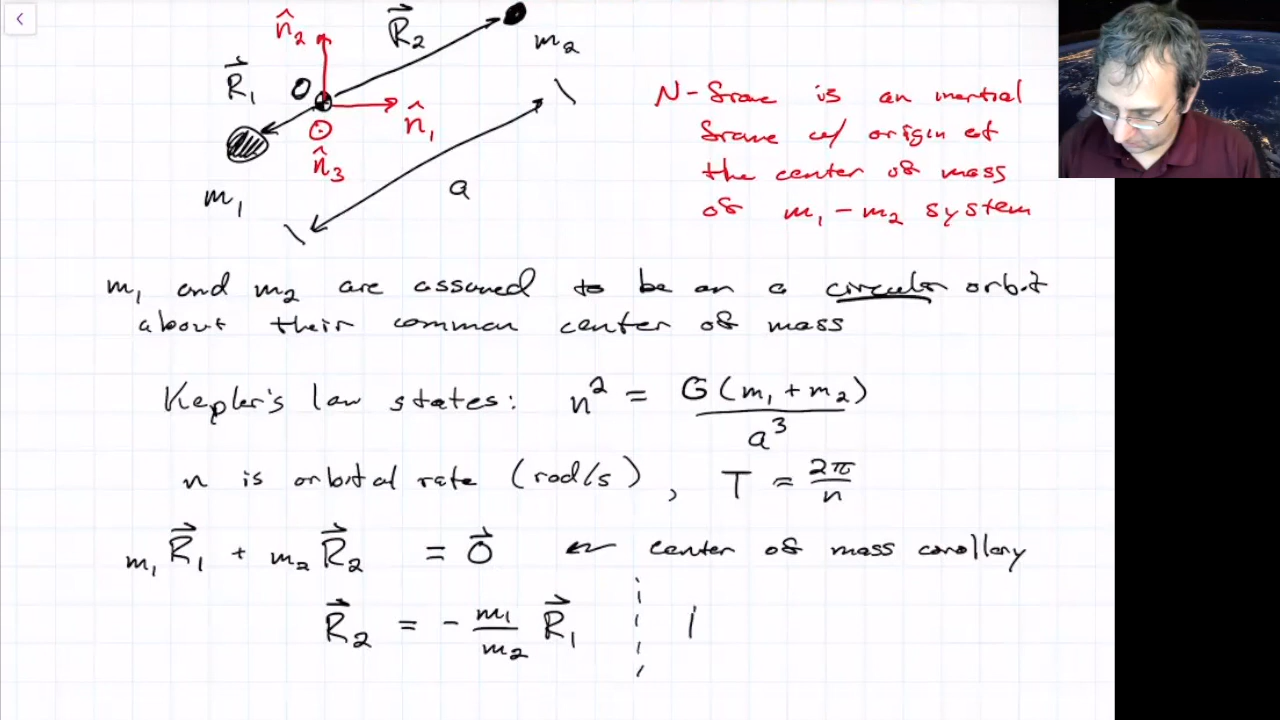 n̂₂
R⃗₂
m₂
R⃗₁
O
n̂₁
n̂₃
m₁
a
N-frame is an inertial
frame w/ origin at
the center of mass
of m₁ - m₂ system
m₁ and m₂ are assumed to be on a circular orbit
about their common center of mass
Kepler's law states: n² = G(m₁ + m₂) / a³
n is orbital rate (rad/s), T = 2π/n
m₁ R⃗₁ + m₂ R⃗₂ = 0⃗ ← center of mass corollary
R⃗₂ = - m₁/m₂ R⃗₁ |